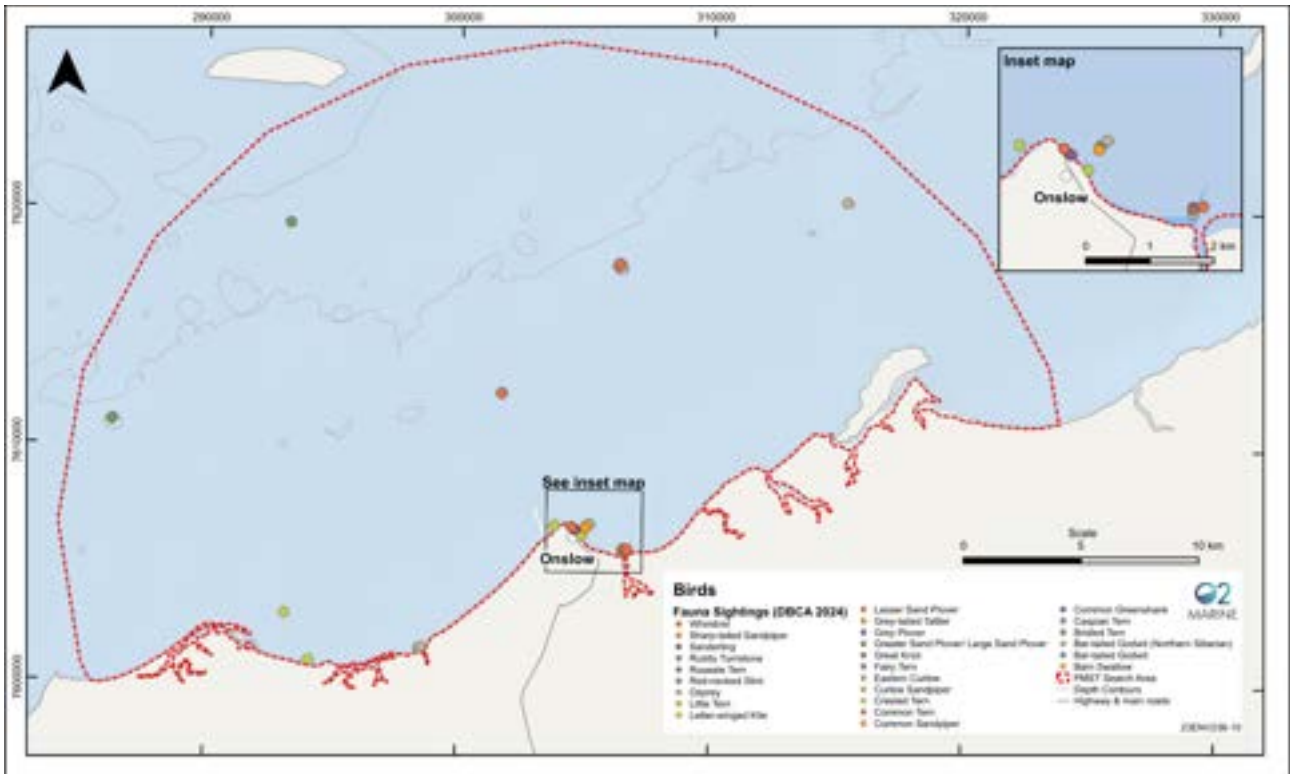 280000 300000 310000 320000 330000
Inset map
Onslow
0 1 2 km
7620000
7610000
7600000
See inset map
Onslow
Scale
0 5 10 km
Birds
O2
MARINE
Fauna Sightings (DBCA 2024)
Whimbrel
Sharp-tailed Sandpiper
Sanderling
Ruddy Turnstone
Roseate Tern
Red-necked Stint
Osprey
Little Tern
Letter-winged Kite
Lesser Sand Plover
Grey-tailed Tattler
Grey Plover
Greater Sand Plover/ Large Sand Plover
Great Knot
Fairy Tern
Eastern Curlew
Curlew Sandpiper
Crested Tern
Common Tern
Common Sandpiper
Common Greenshank
Caspian Tern
Bridled Tern
Bar-tailed Godwit (Northern Siberian)
Bar-tailed Godwit
Barn Swallow
PMST Search Area
Depth Contours
Highway & main roads